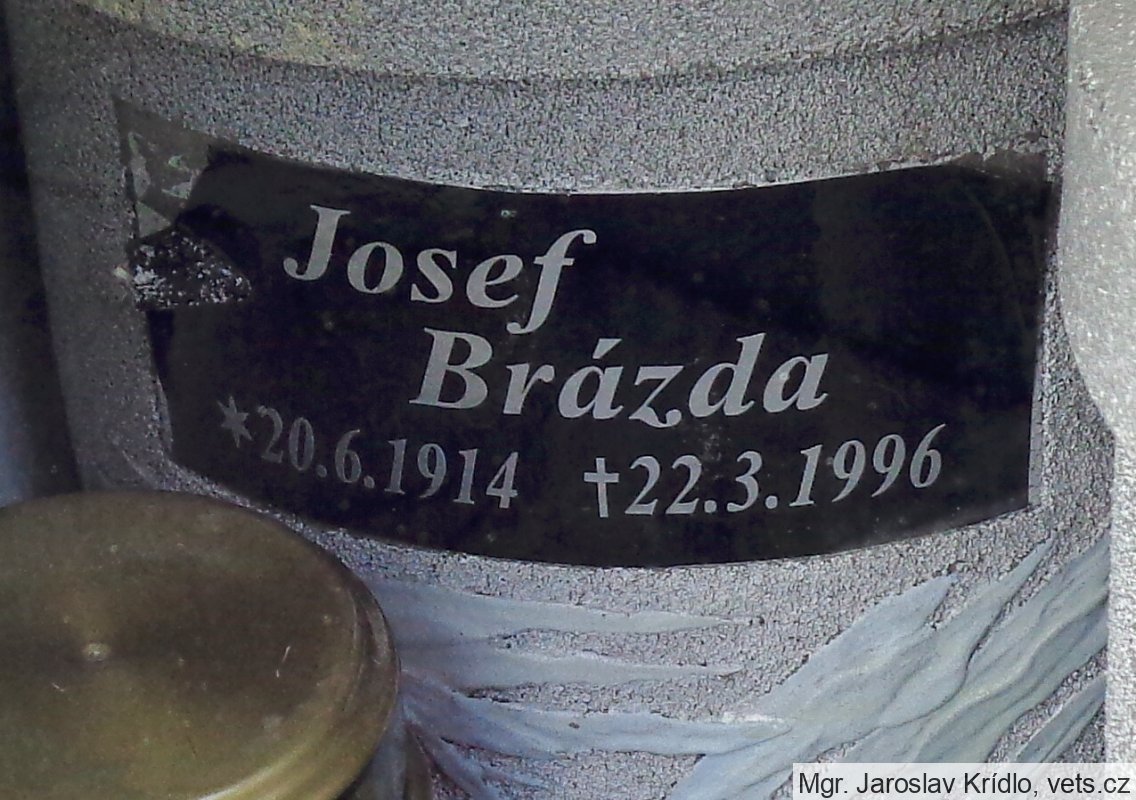 Josef
Brázda
*20.6.1914 †22.3.1996
Mgr. Jaroslav Krídlo, vets.cz